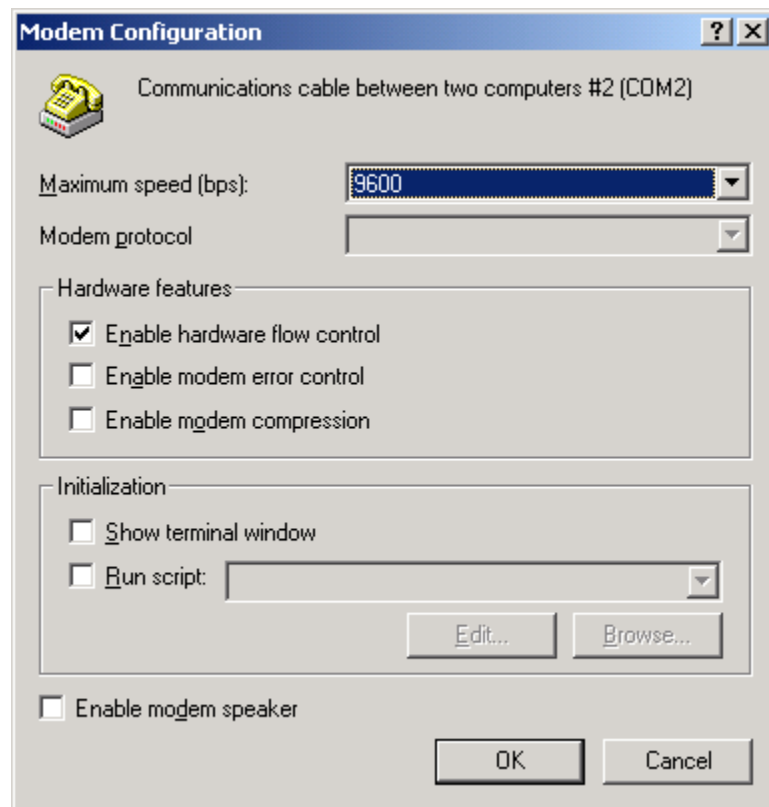 Modem Configuration
Communications cable between two computers #2 (COM2)
Maximum speed (bps): 9600
Modem protocol
Hardware features
Enable hardware flow control
Enable modem error control
Enable modem compression
Initialization
Show terminal window
Run script:
Edit... Browse...
Enable modem speaker
OK Cancel